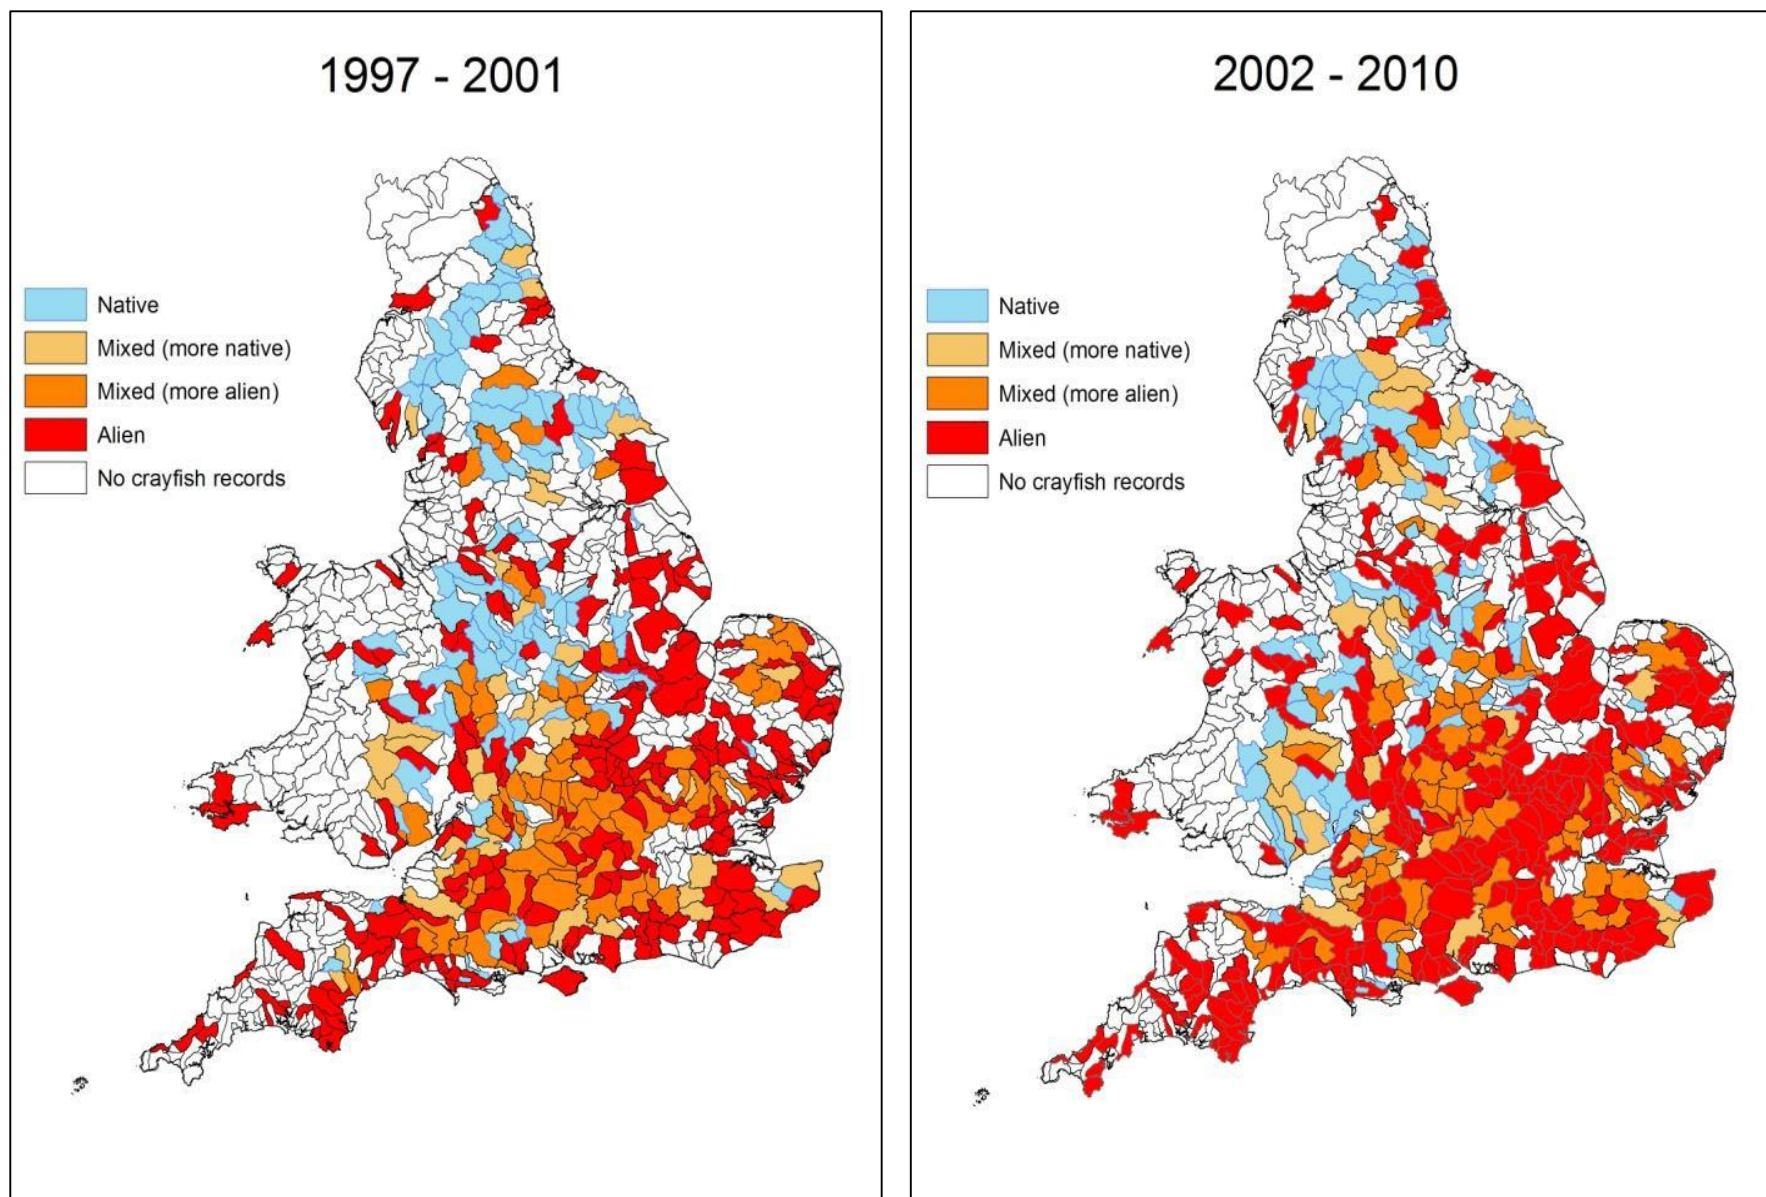 1997 - 2001
Native
Mixed (more native)
Mixed (more alien)
Alien
No crayfish records
2002 - 2010
Native
Mixed (more native)
Mixed (more alien)
Alien
No crayfish records